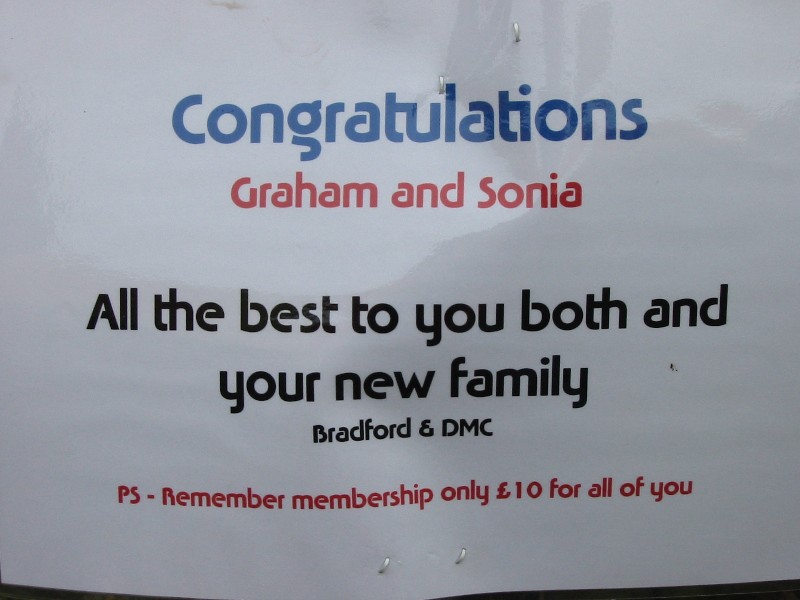 Congratulations
Graham and Sonia
All the best to you both and
your new family
Bradford & DMC
PS - Remember membership only £10 for all of you